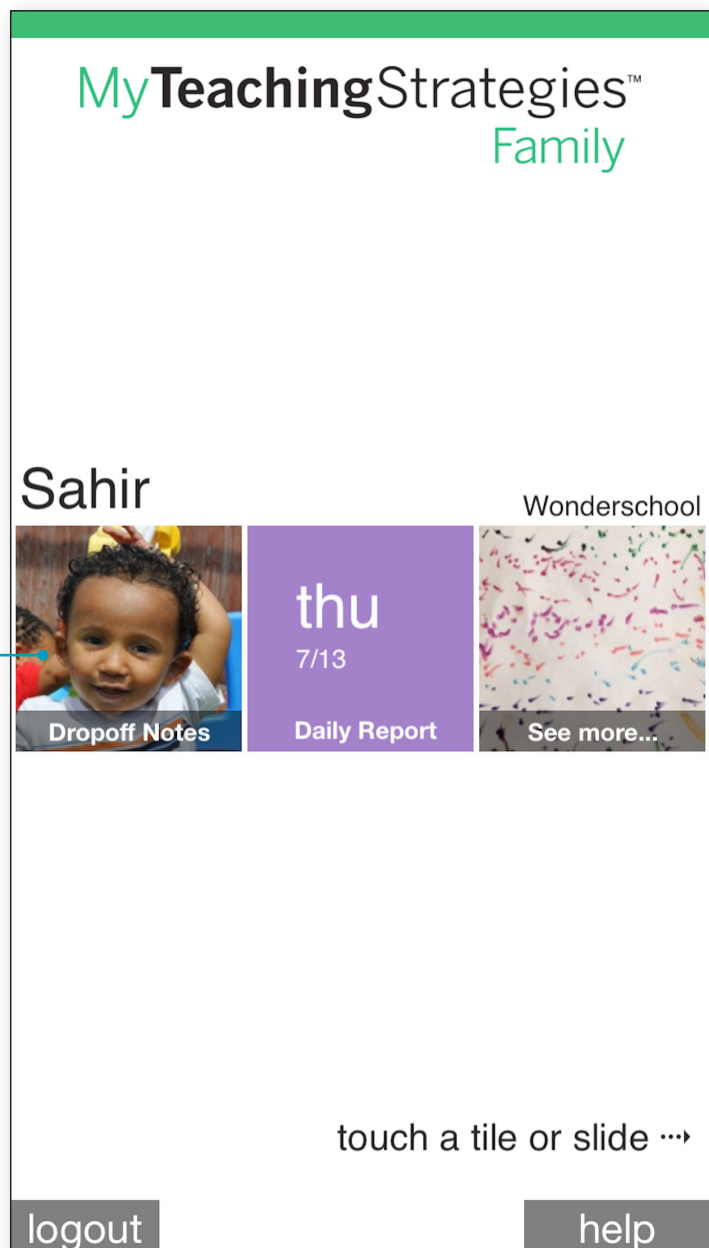 MyTeachingStrategies™
Family
Sahir
Wonderschool
thu
7/13
Dropoff Notes
Daily Report
See more...
touch a tile or slide
logout
help